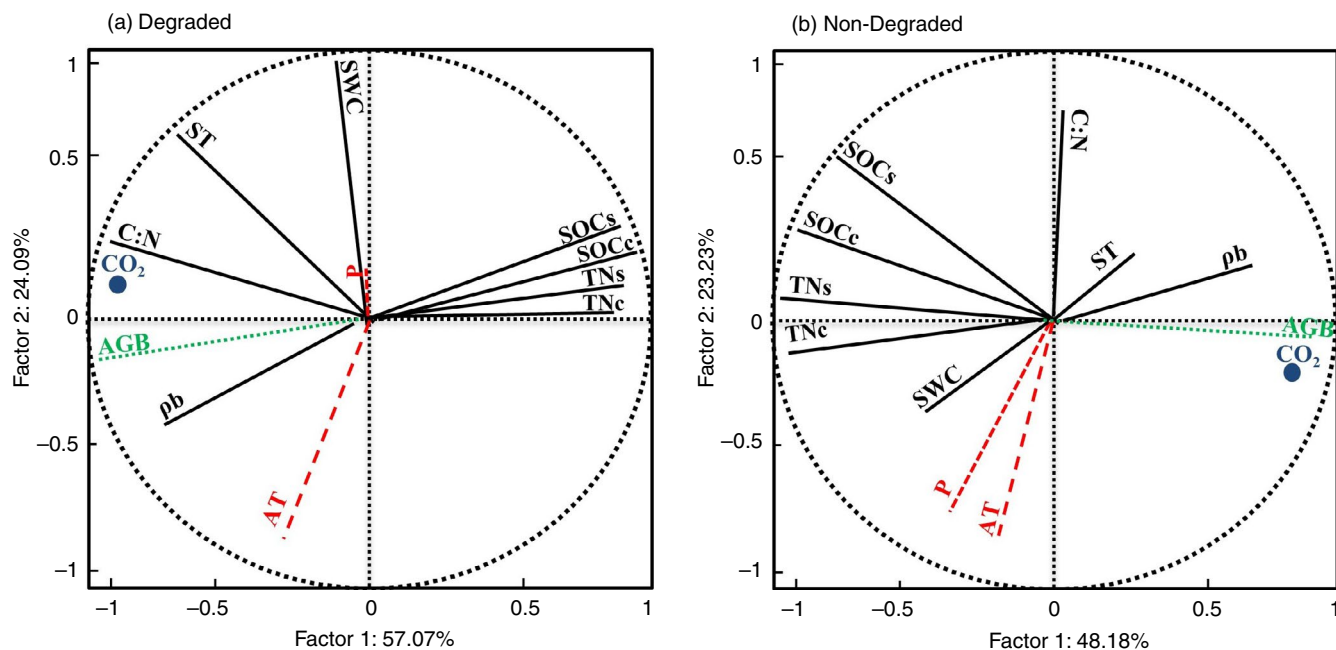 (a) Degraded
1
0.5
0
−0.5
−1
−1
−0.5
0
0.5
1
Factor 2: 24.09%
Factor 1: 57.07%
SWC
ST
C:N
CO₂
AGB
ρb
AT
P
SOCs
SOCc
TNs
TNc
(b) Non-Degraded
1
0.5
0
−0.5
−1
−1
−0.5
0
0.5
1
Factor 2: 23.23%
Factor 1: 48.18%
C:N
SOCs
SOCc
TNs
TNc
SWC
P
AT
ST
ρb
AGB
CO₂